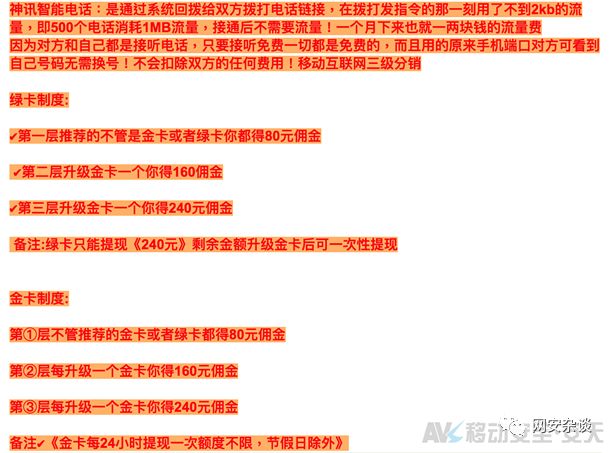 神讯智能电话：是通过系统回拨给双方拨打电话链接，在拨打发指令的那一刻用了不到2kb的流
量，即500个电话消耗1MB流量，接通后不需要流量！一个月下来也就一两块钱的流量费
因为对方和自己都是接听电话，只要接听免费一切都是免费的，而且用的原来手机端口对方可看到
自己号码无需换号！不会扣除双方的任何费用！移动互联网三级分销
绿卡制度:
✔第一层推荐的不管是金卡或者绿卡你都得80元佣金
✔第二层升级金卡一个你得160佣金
✔第三层升级金卡一个你得240元佣金
备注:绿卡只能提现《240元》剩余金额升级金卡后可一次性提现
金卡制度:
第①层不管推荐的金卡或者绿卡都得80元佣金
第②层每升级一个金卡你得160元佣金
第③层每升级一个金卡你得240元佣金
网安杂谈
AVL移动安全·安天
备注✔《金卡每24小时提现一次额度不限，节假日除外》